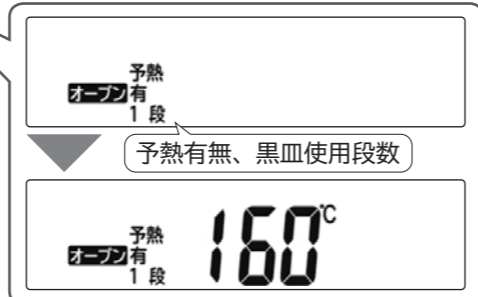 予熱
オーブン有
1 段
予熱有無、黒皿使用段数
予熱
オーブン有
1 段
160℃